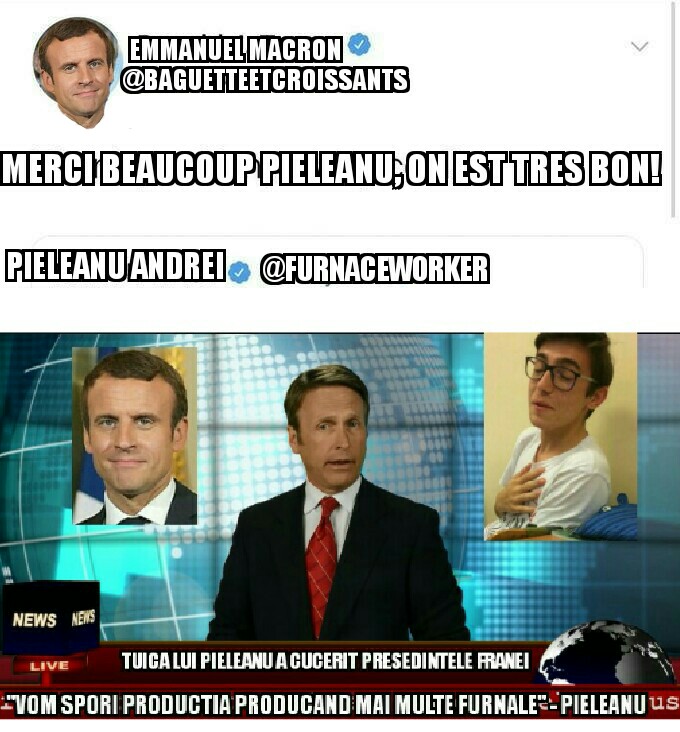 EMMANUEL MACRON
@BAGUETTEETCROISSANTS
MERCI BEAUCOUP PIELEANU, ON EST TRES BON!
PIELEANU ANDREI @FURNACEWORKER
NEWS NEWS
LIVE
TUICA LUI PIELEANU A CUCERIT PRESEDINTELE FRANEI
"VOM SPORI PRODUCTIA PRODUCAND MAI MULTE FURNALE" - PIELEANU us